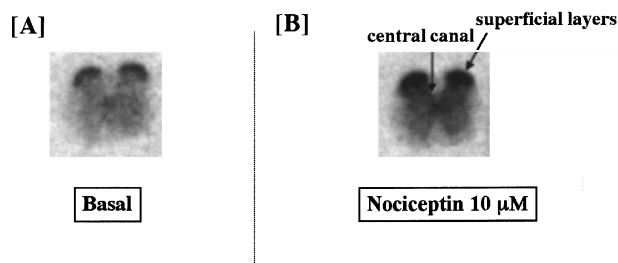 [A]
[B]
superficial layers
central canal
Basal
Nociceptin 10 μM